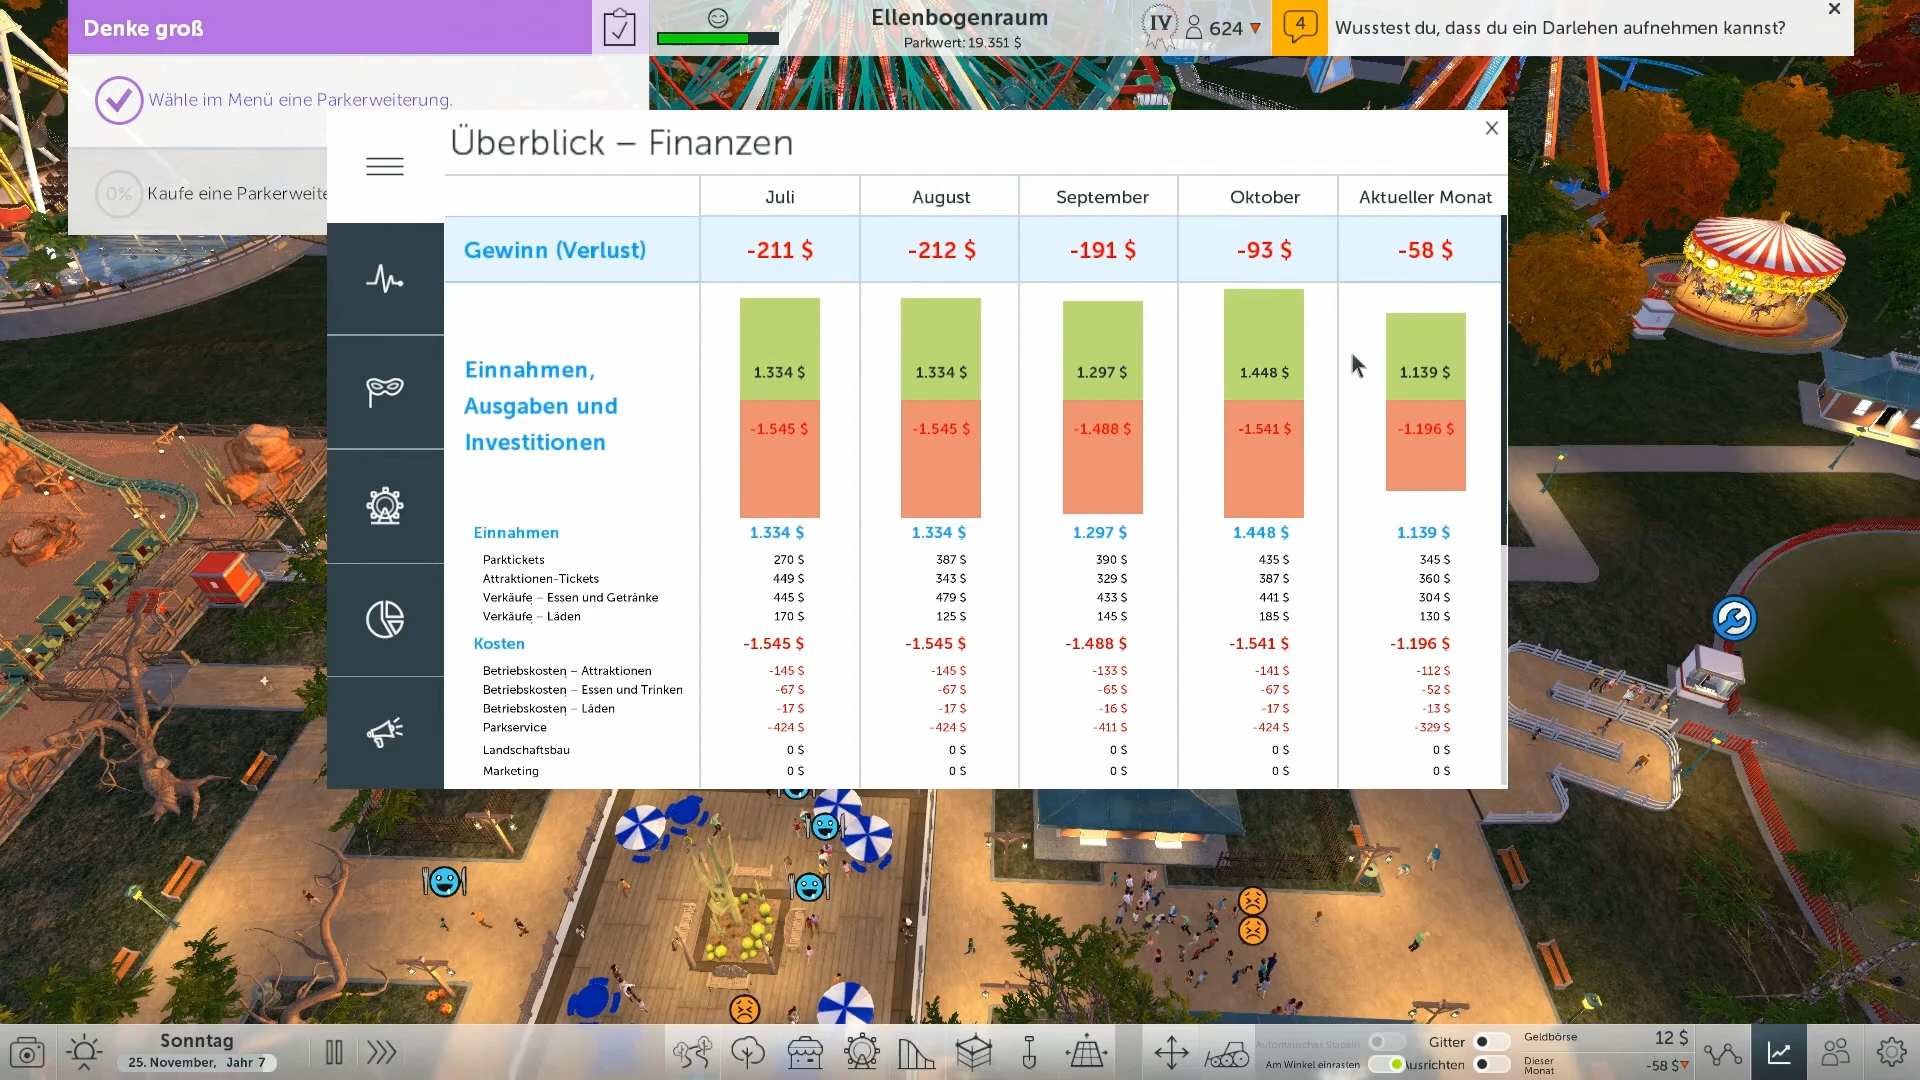 Denke groß
Ellenbogenraum
Parkwert: 19.351 $
IV
624
4
Wusstest du, dass du ein Darlehen aufnehmen kannst?
Wähle im Menü eine Parkerweiterung.
0% Kaufe eine Parkerweite
Überblick – Finanzen
X
Juli August September Oktober Aktueller Monat
Gewinn (Verlust) -211 $ -212 $ -191 $ -93 $ -58 $
Einnahmen,
Ausgaben und
Investitionen
1.334 $ 1.334 $ 1.297 $ 1.448 $ 1.139 $
-1.545 $ -1.545 $ -1.488 $ -1.541 $ -1.196 $
Einnahmen 1.334 $ 1.334 $ 1.297 $ 1.448 $ 1.139 $
Parktickets 270 $ 387 $ 390 $ 435 $ 345 $
Attraktionen-Tickets 449 $ 343 $ 329 $ 387 $ 360 $
Verkäufe – Essen und Getränke 445 $ 479 $ 433 $ 441 $ 304 $
Verkäufe – Läden 170 $ 125 $ 145 $ 185 $ 130 $
Kosten -1.545 $ -1.545 $ -1.488 $ -1.541 $ -1.196 $
Betriebskosten – Attraktionen -145 $ -145 $ -133 $ -141 $ -112 $
Betriebskosten – Essen und Trinken -67 $ -67 $ -65 $ -67 $ -52 $
Betriebskosten – Läden -17 $ -17 $ -16 $ -17 $ -13 $
Parkservice -424 $ -424 $ -411 $ -424 $ -329 $
Landschaftsbau 0 $ 0 $ 0 $ 0 $ 0 $
Marketing 0 $ 0 $ 0 $ 0 $ 0 $
Sonntag
25. November, Jahr 7
Automatisches Stapeln
Gitter
Am Winkel einrasten
Ausrichten
Geldbörse 12 $
Dieser
Monat
-58 $